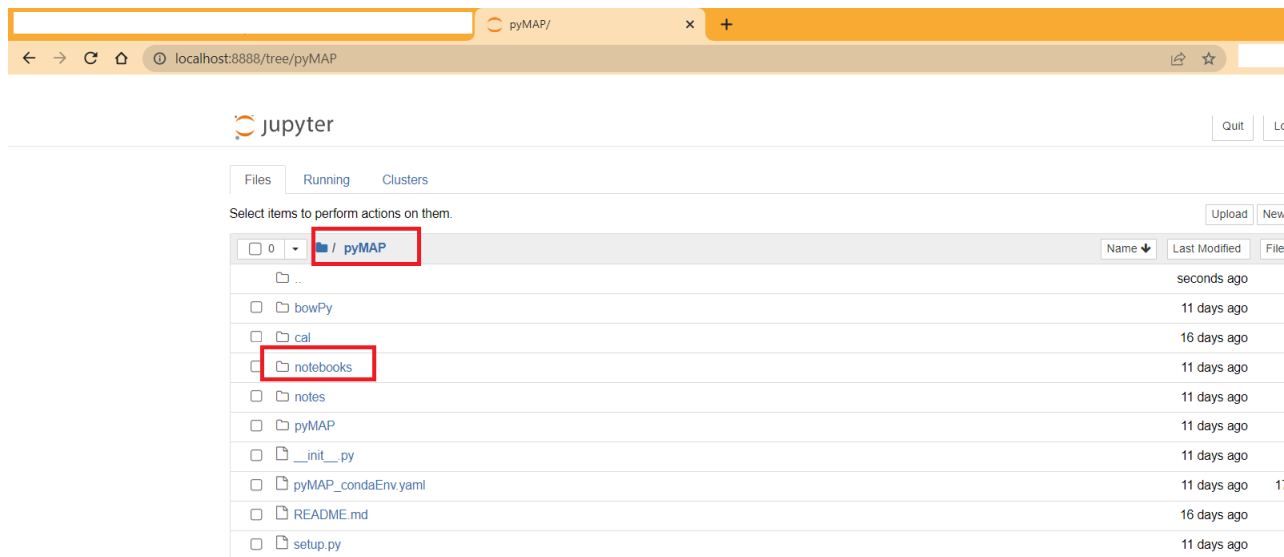 pyMAP/
localhost:8888/tree/pyMAP
jupyter
Quit
Files Running Clusters
Select items to perform actions on them.
Upload New
0 / pyMAP Name Last Modified File
.. seconds ago
bowPy 11 days ago
cal 16 days ago
notebooks 11 days ago
notes 11 days ago
pyMAP 11 days ago
__init__.py 11 days ago
pyMAP_condaEnv.yaml 11 days ago
README.md 16 days ago
setup.py 11 days ago